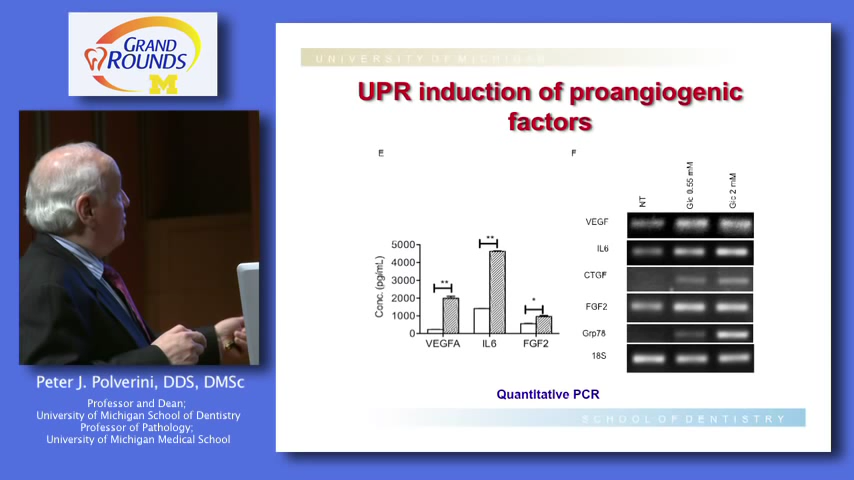 GRAND
ROUNDS
M
Peter J. Polverini, DDS, DMSc
Professor and Dean;
University of Michigan School of Dentistry
Professor of Pathology;
University of Michigan Medical School
UNIVERSITY OF MICHIGAN
UPR induction of proangiogenic
factors
E
Conc. (pg/mL)
5000
4000
3000
2000
1000
0
**
**
*
VEGFA IL6 FGF2
F
NT Glc 0.55 mM Glc 2 mM
VEGF
IL6
CTGF
FGF2
Grp78
18S
Quantitative PCR
SCHOOL OF DENTISTRY